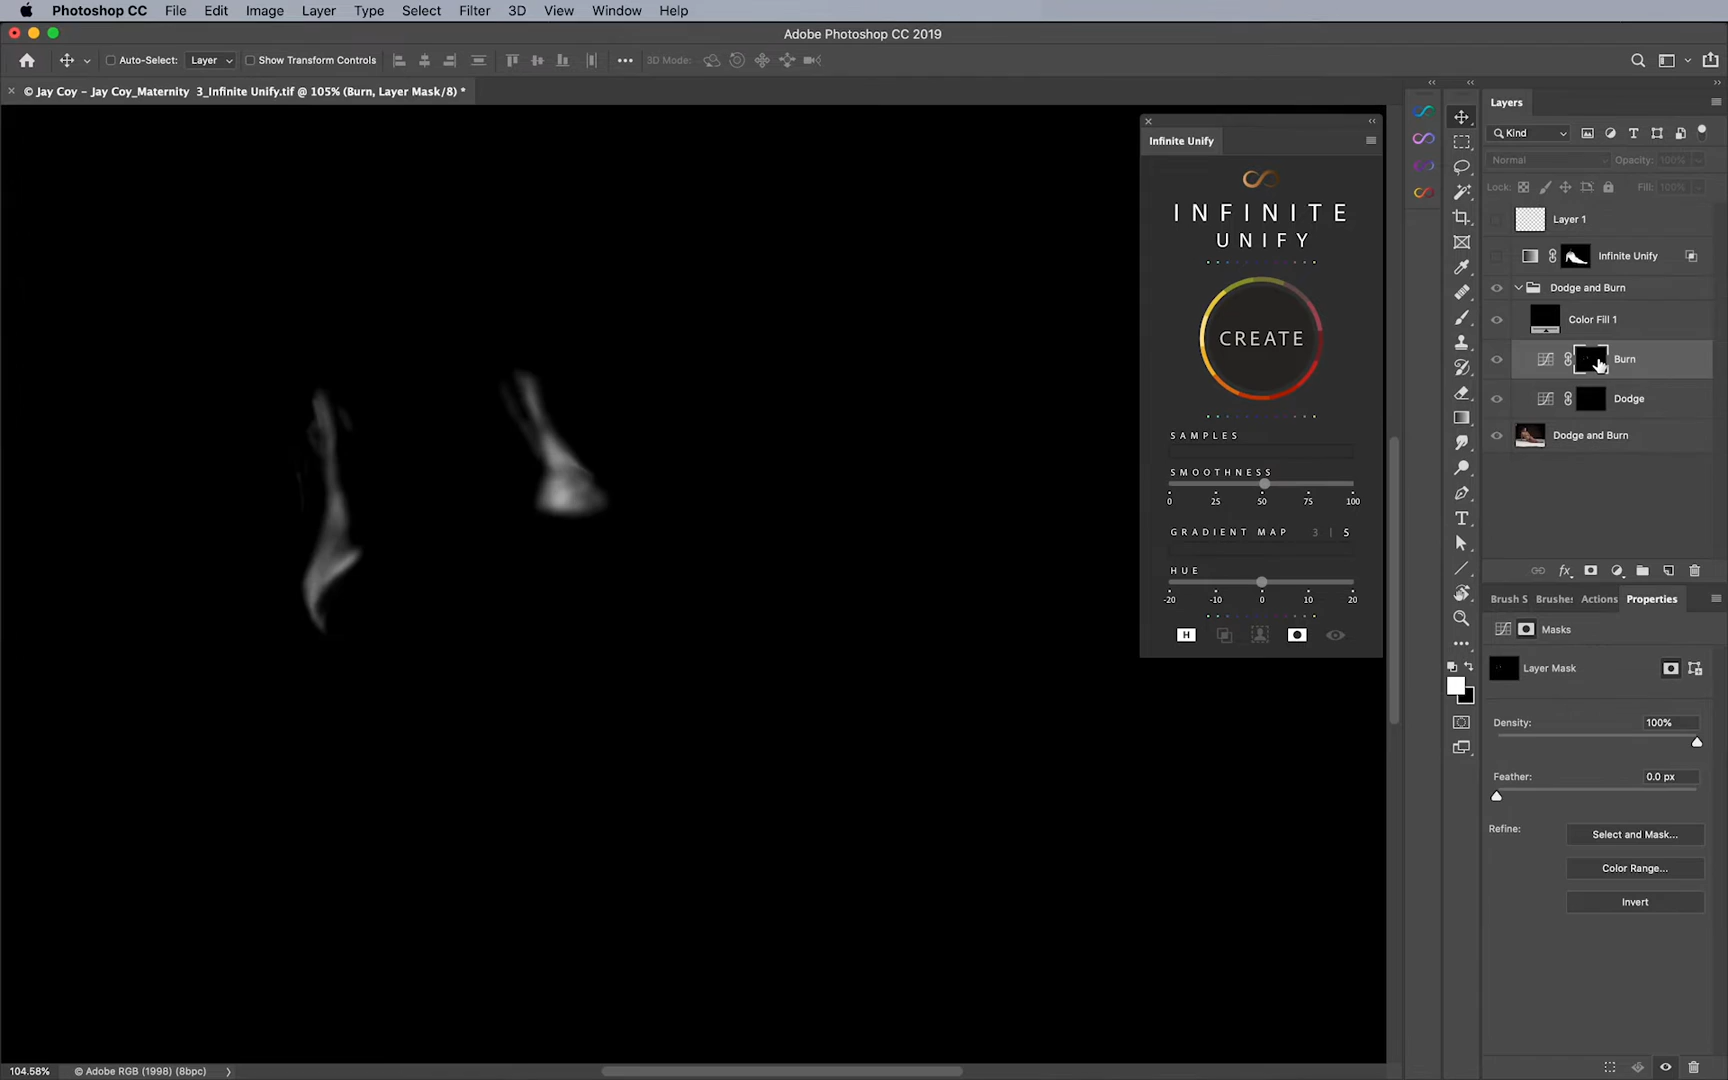 Photoshop CC File Edit Image Layer Type Select Filter 3D View Window Help
Adobe Photoshop CC 2019
Auto-Select: Layer Show Transform Controls 3D Mode:
© Jay Coy – Jay Coy_Maternity 3_Infinite Unify.tif @ 105% (Burn, Layer Mask/8) *
Infinite Unify
INFINITE
UNIFY
CREATE
SAMPLES
SMOOTHNESS
0 25 50 75 100
GRADIENT MAP 3 | 5
HUE
-20 -10 0 10 20
H
Layers
Kind
Normal Opacity: 100%
Lock: Fill: 100%
Layer 1
Infinite Unify
Dodge and Burn
Color Fill 1
Burn
Dodge
Dodge and Burn
fx
Brush S Brushe: Actions Properties
Masks
Layer Mask
Density: 100%
Feather: 0.0 px
Refine: Select and Mask...
Color Range...
Invert
104.58% © Adobe RGB (1998) (8bpc)